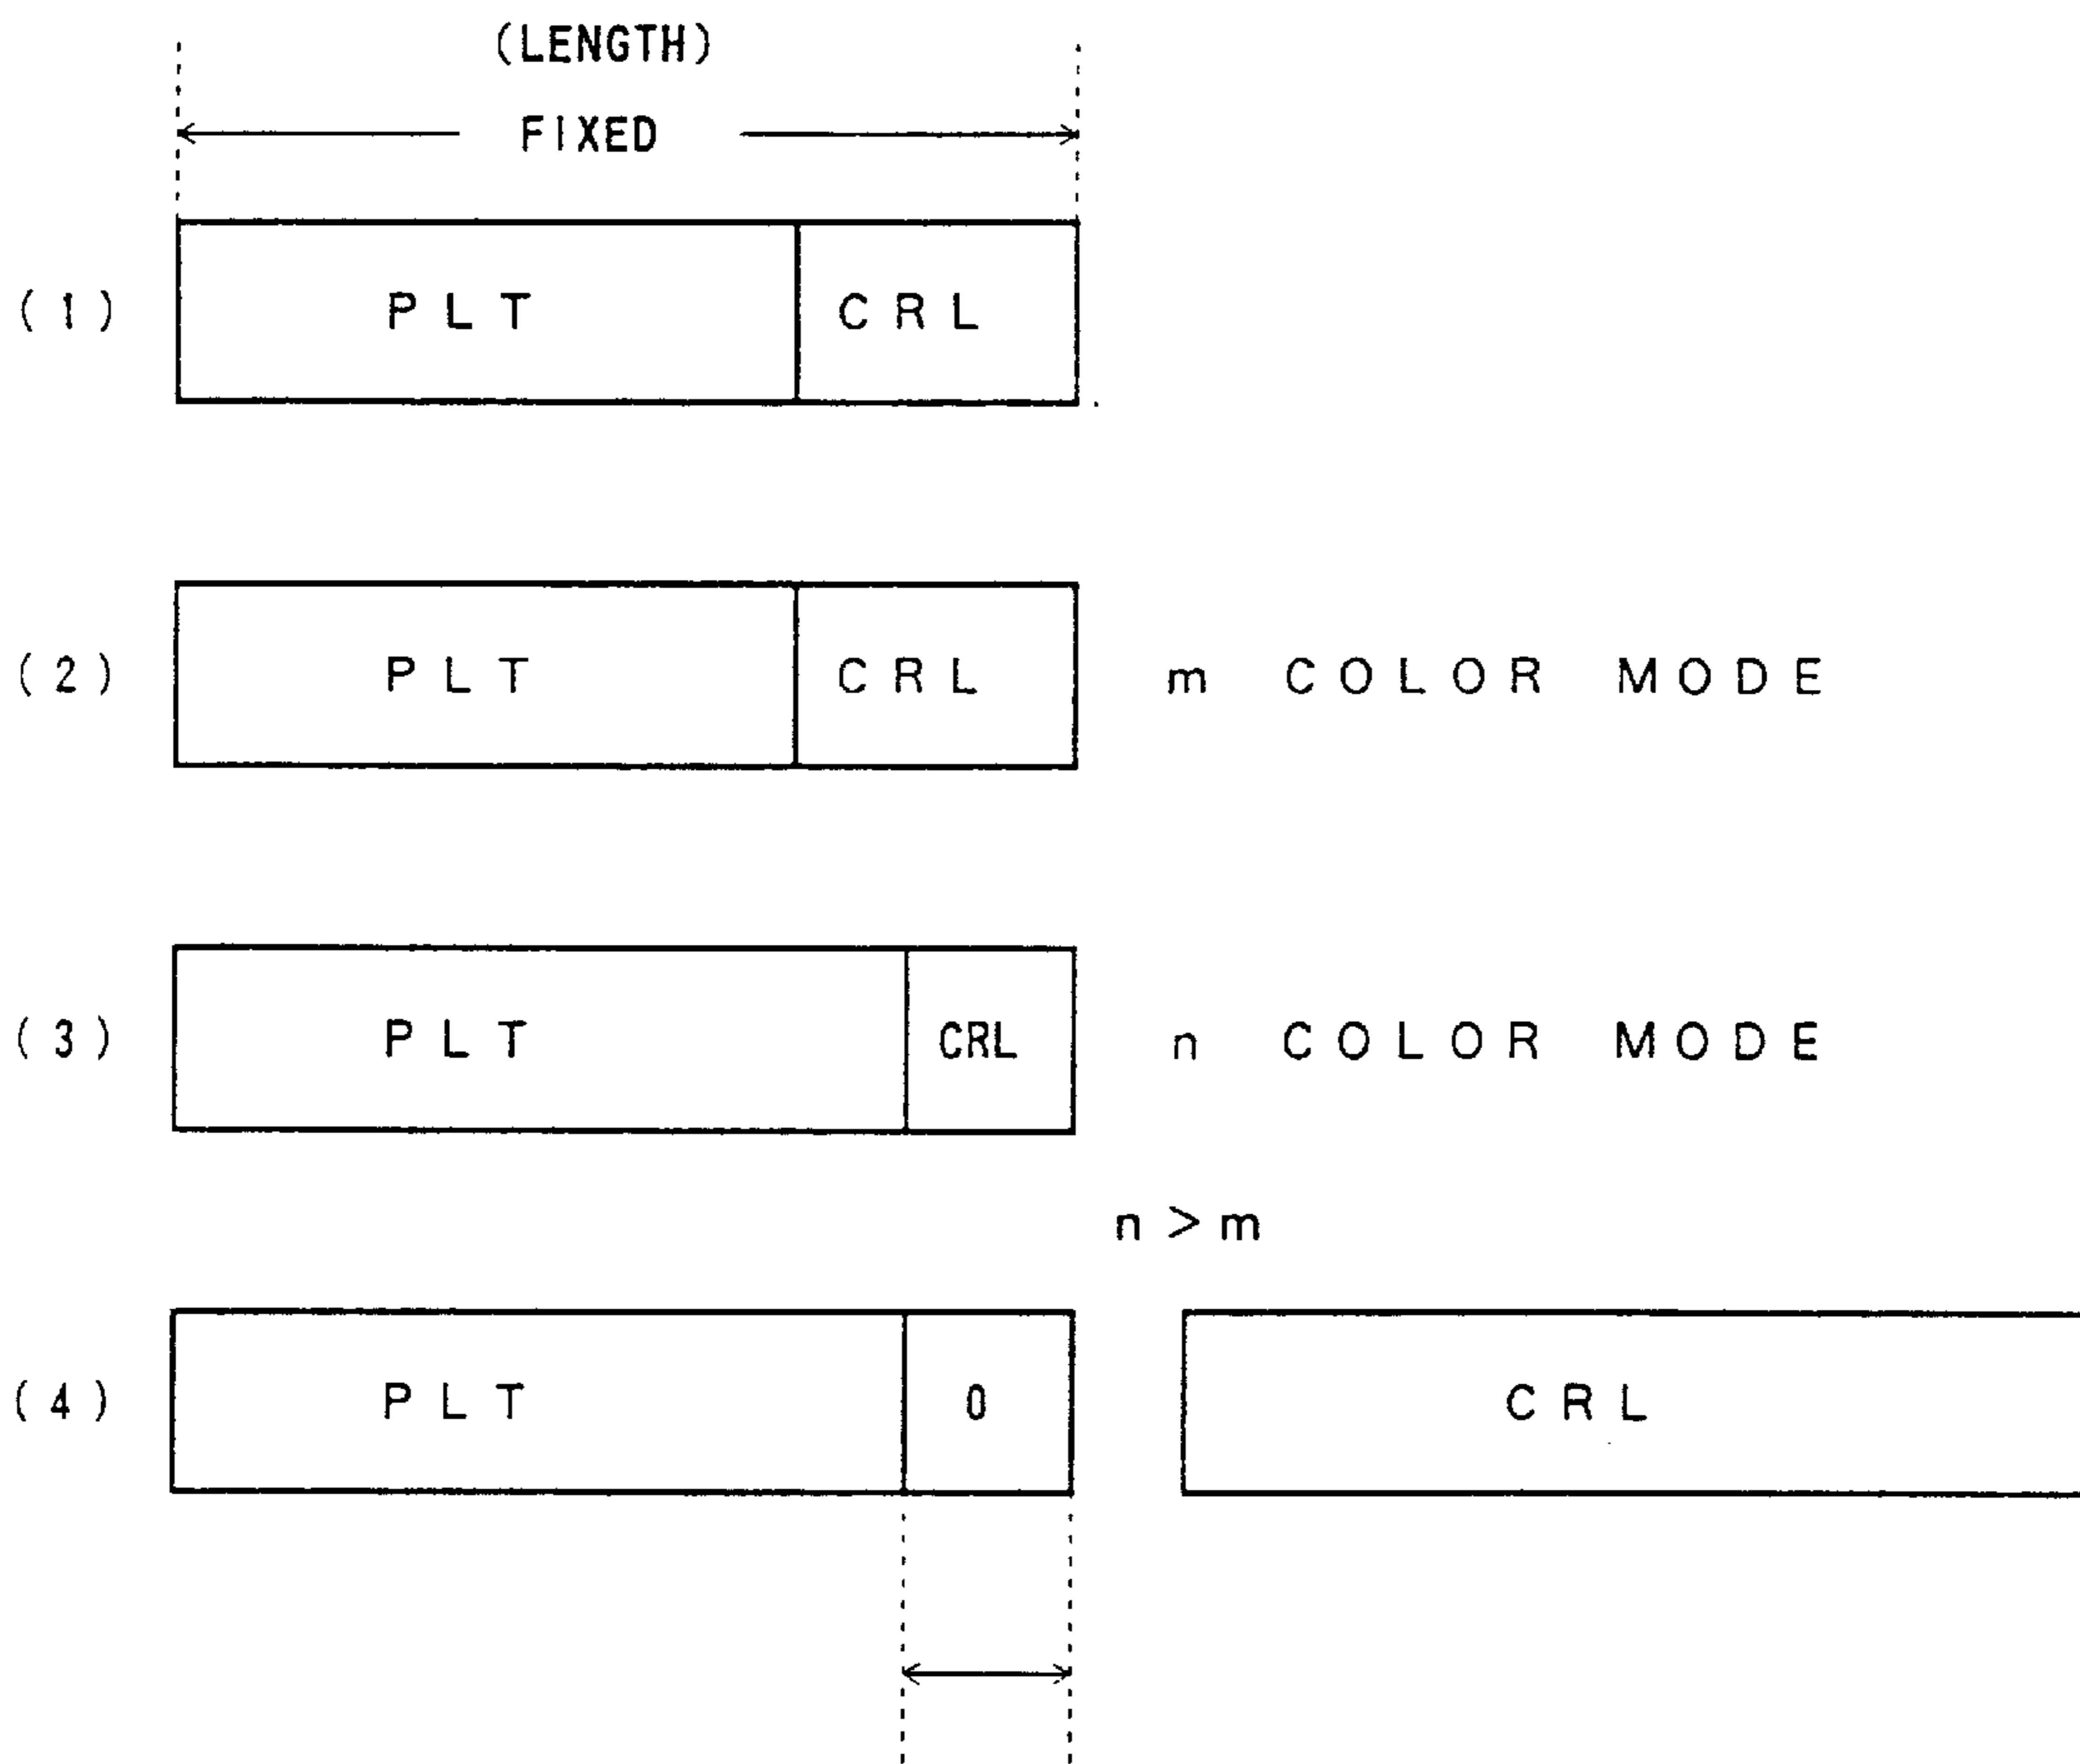 (LENGTH)
FIXED
(1) PLT CRL
(2) PLT CRL m COLOR MODE
(3) PLT CRL n COLOR MODE
n>m
(4) PLT 0 CRL